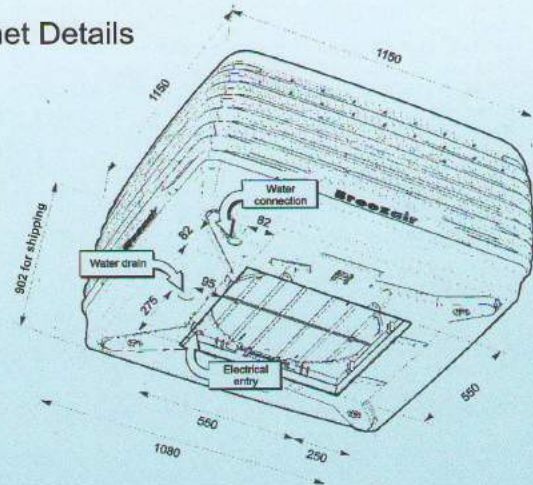 net Details
1150
1150
Water
connection
Breezair
Breezair
82
82
902 for shipping
Water drain
95
275
Electrical
entry
550
550
250
1080